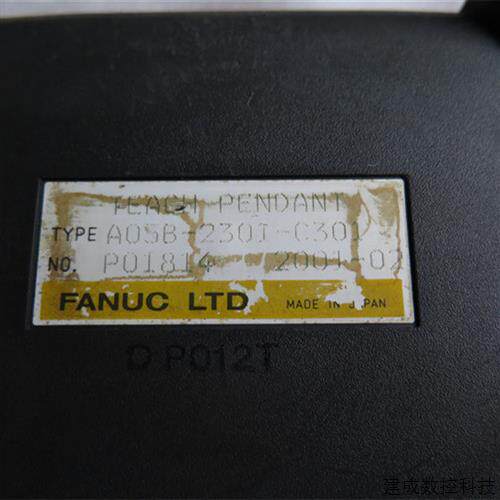 TEACH PENDANT
TYPE A05B-2301-C301
NO. P01814 2001-02
FANUC LTD MADE IN JAPAN
D P012T
建成数控科技